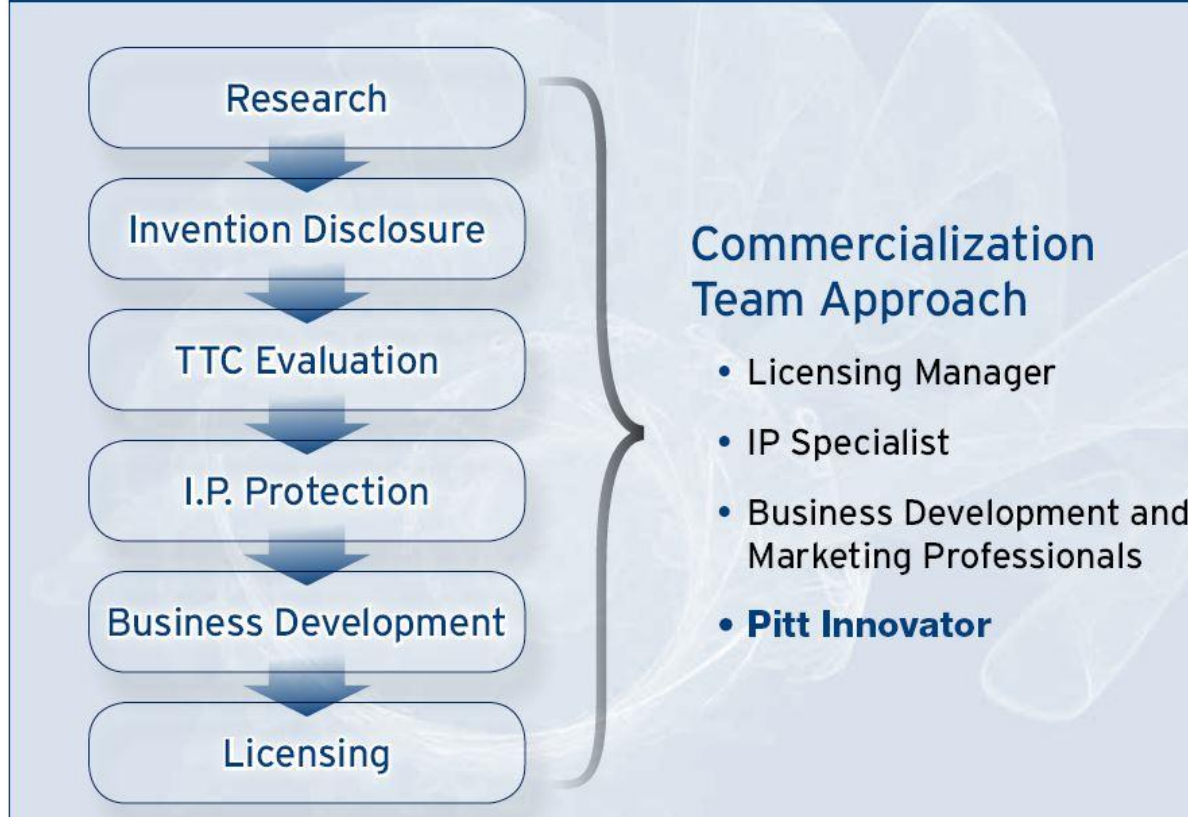 Research
Invention Disclosure
TTC Evaluation
I.P. Protection
Business Development
Licensing
Commercialization
Team Approach
• Licensing Manager
• IP Specialist
• Business Development and
Marketing Professionals
• Pitt Innovator